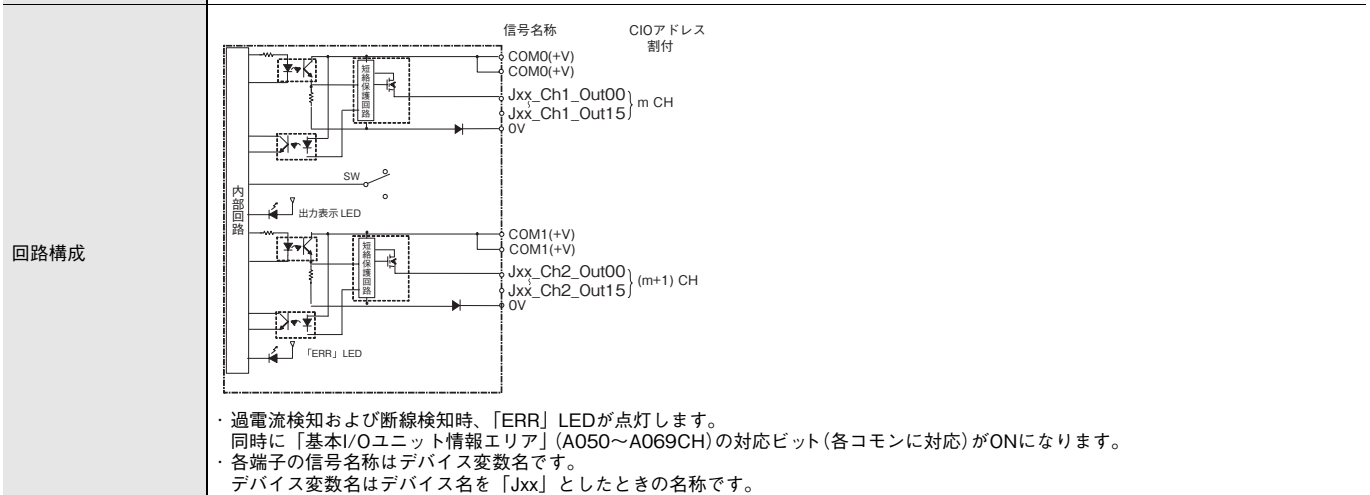 回路構成
信号名称
CIOアドレス
割付
COM0(+V)
COM0(+V)
Jxx_Ch1_Out00
~
Jxx_Ch1_Out15
m CH
0V
短絡保護回路
SW
内部回路
出力表示 LED
COM1(+V)
COM1(+V)
Jxx_Ch2_Out00
~
Jxx_Ch2_Out15
(m+1) CH
0V
短絡保護回路
「ERR」LED
・過電流検知および断線検知時、「ERR」LEDが点灯します。
同時に「基本I/Oユニット情報エリア」(A050～A069CH)の対応ビット(各コモンに対応)がONになります。
・各端子の信号名称はデバイス変数名です。
デバイス変数名はデバイス名を「Jxx」としたときの名称です。